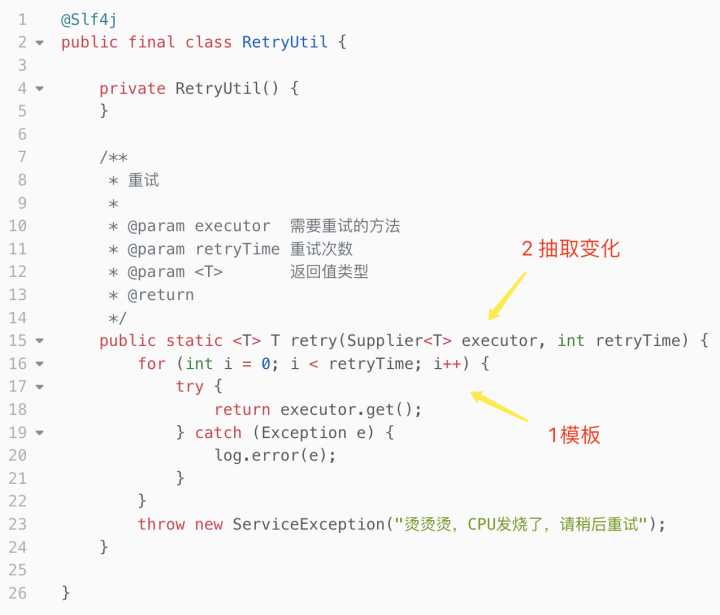 1 @Slf4j
2 public final class RetryUtil {
3
4     private RetryUtil() {
5     }
6
7     /**
8      * 重试
9      *
10      * @param executor  需要重试的方法
11      * @param retryTime 重试次数
12      * @param <T>       返回值类型
13      * @return
14      */
2 抽取变化
15     public static <T> T retry(Supplier<T> executor, int retryTime) {
16         for (int i = 0; i < retryTime; i++) {
17             try {
18                 return executor.get();
19             } catch (Exception e) {
1模板
20                 log.error(e);
21             }
22         }
23         throw new ServiceException("烫烫烫，CPU发烧了，请稍后重试");
24     }
25
26 }